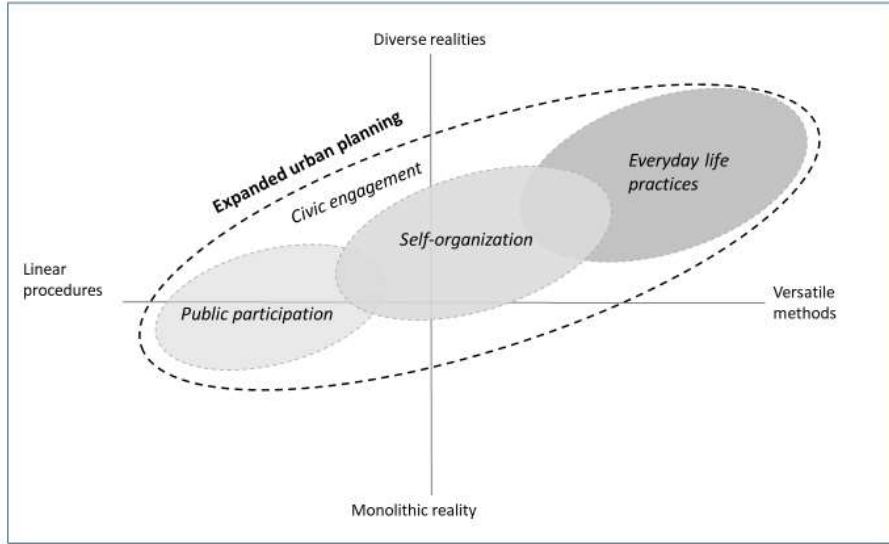 Diverse realities
Expanded urban planning
Civic engagement
Everyday life
practices
Self-organization
Linear
procedures
Public participation
Versatile
methods
Monolithic reality